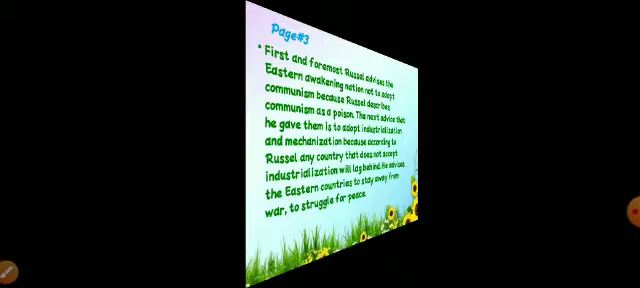 Page#3
• First and foremost Russel advises the
Eastern awakening nation not to adopt
communism because Russel describes
communism as a poison. The next advice that
he gave them is to adopt industrialization
and mechanization because according to
Russel any country that does not accept
industrialization will lag behind. He advises
the Eastern countries to stay away from
war, to struggle for peace.